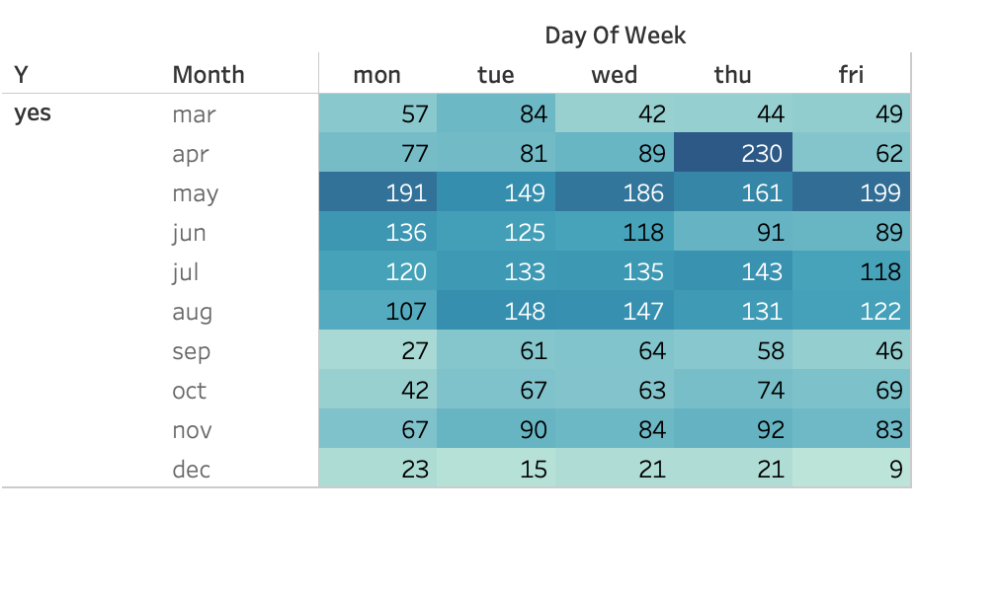 Day Of Week
Y Month mon tue wed thu fri
yes mar 57 84 42 44 49
apr 77 81 89 230 62
may 191 149 186 161 199
jun 136 125 118 91 89
jul 120 133 135 143 118
aug 107 148 147 131 122
sep 27 61 64 58 46
oct 42 67 63 74 69
nov 67 90 84 92 83
dec 23 15 21 21 9